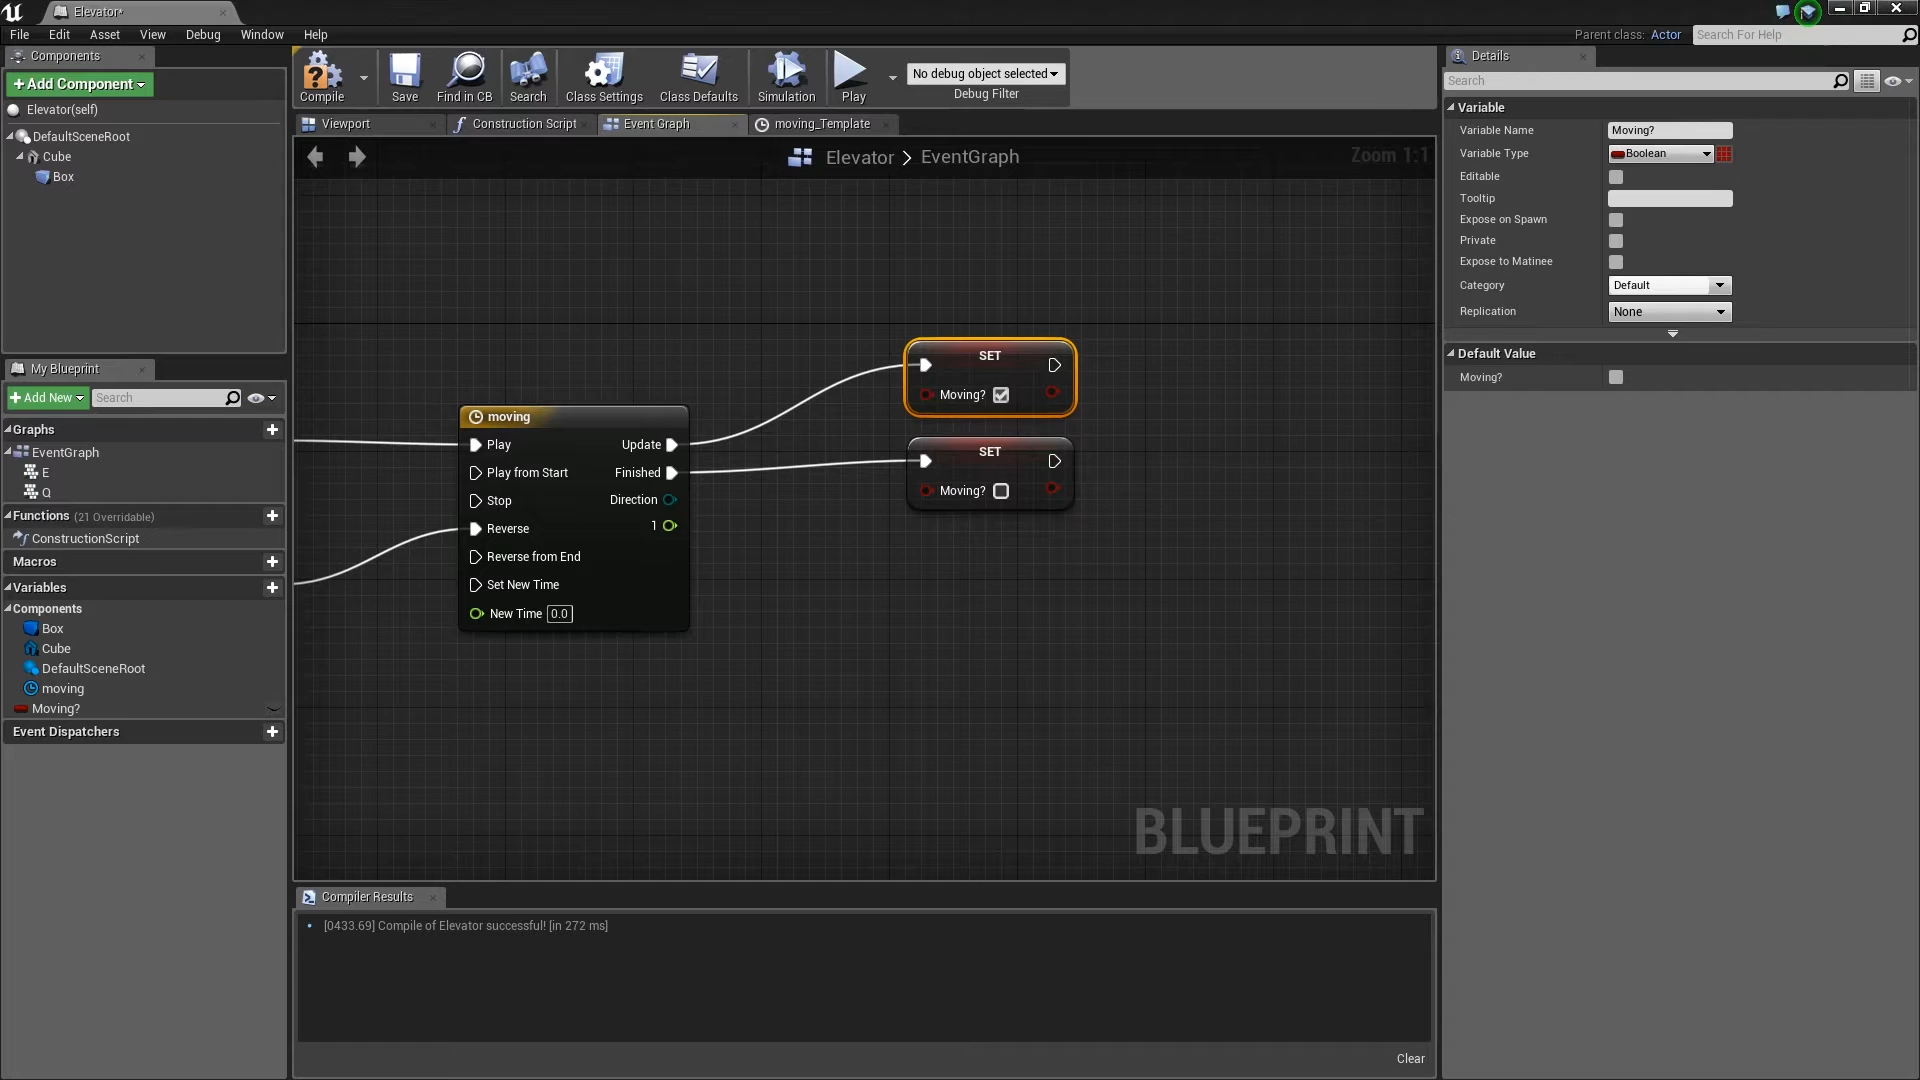 Elevator*
File Edit Asset View Debug Window Help
Parent class: Actor
Search For Help
Components
+ Add Component
Elevator(self)
DefaultSceneRoot
Cube
Box
Compile
Save
Find in CB
Search
Class Settings
Class Defaults
Simulation
Play
No debug object selected
Debug Filter
Viewport
Construction Script
Event Graph
moving_Template
Elevator > EventGraph
Zoom 1:1
SET
Moving?
SET
Moving?
moving
Play
Update
Play from Start
Finished
Stop
Direction
1
Reverse
Reverse from End
Set New Time
New Time 0.0
BLUEPRINT
My Blueprint
+ Add New
Search
Graphs
EventGraph
E
Q
Functions (21 Overridable)
ConstructionScript
Macros
Variables
Components
Box
Cube
DefaultSceneRoot
moving
Moving?
Event Dispatchers
Compiler Results
[0433.69] Compile of Elevator successful! [in 272 ms]
Clear
Details
Search
Variable
Variable Name Moving?
Variable Type Boolean
Editable
Tooltip
Expose on Spawn
Private
Expose to Matinee
Category Default
Replication None
Default Value
Moving?